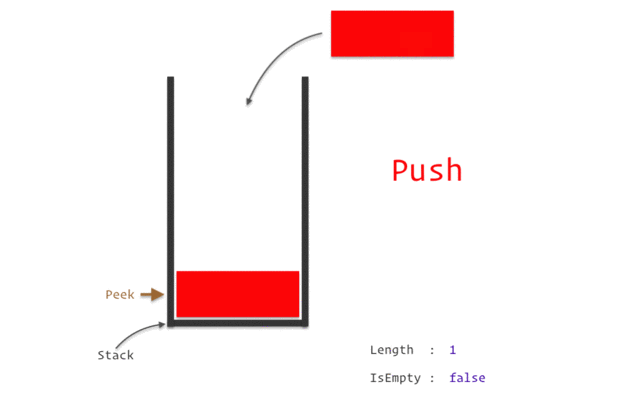 Push
Peek
Stack
Length : 1
IsEmpty : false